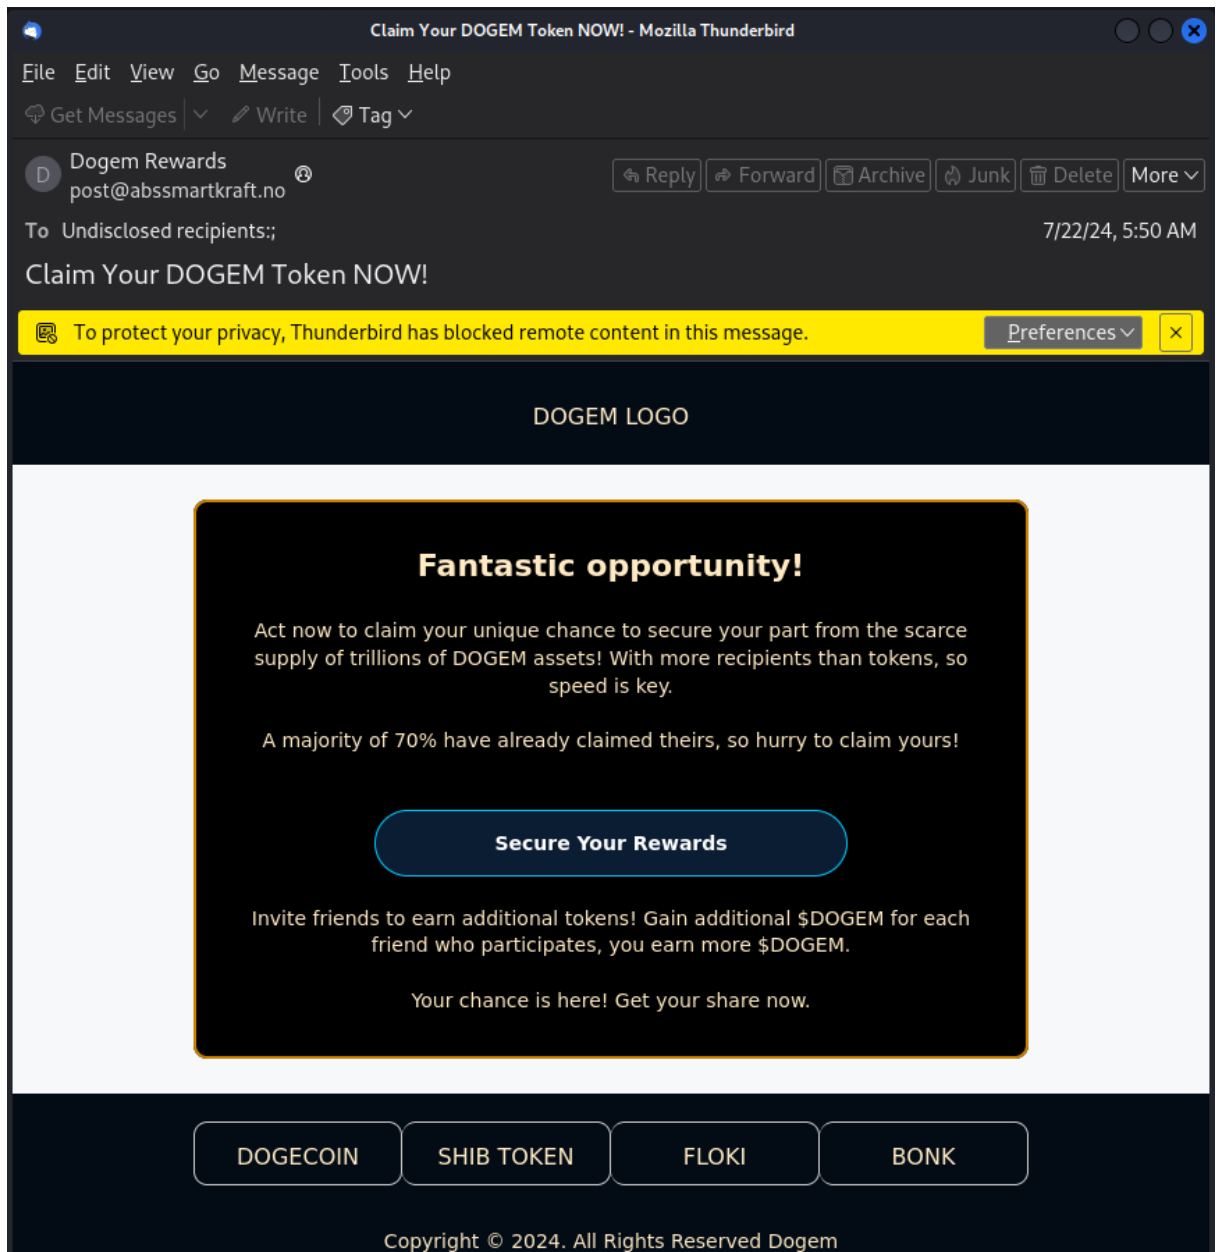 Claim Your DOGEM Token NOW! - Mozilla Thunderbird
File Edit View Go Message Tools Help
Get Messages Write Tag
D
Dogem Rewards
post@abssmartkraft.no
Reply Forward Archive Junk Delete More
To Undisclosed recipients:;
7/22/24, 5:50 AM
Claim Your DOGEM Token NOW!
To protect your privacy, Thunderbird has blocked remote content in this message.
Preferences
DOGEM LOGO
Fantastic opportunity!
Act now to claim your unique chance to secure your part from the scarce
supply of trillions of DOGEM assets! With more recipients than tokens, so
speed is key.
A majority of 70% have already claimed theirs, so hurry to claim yours!
Secure Your Rewards
Invite friends to earn additional tokens! Gain additional $DOGEM for each
friend who participates, you earn more $DOGEM.
Your chance is here! Get your share now.
DOGECOIN SHIB TOKEN FLOKI BONK
Copyright © 2024. All Rights Reserved Dogem